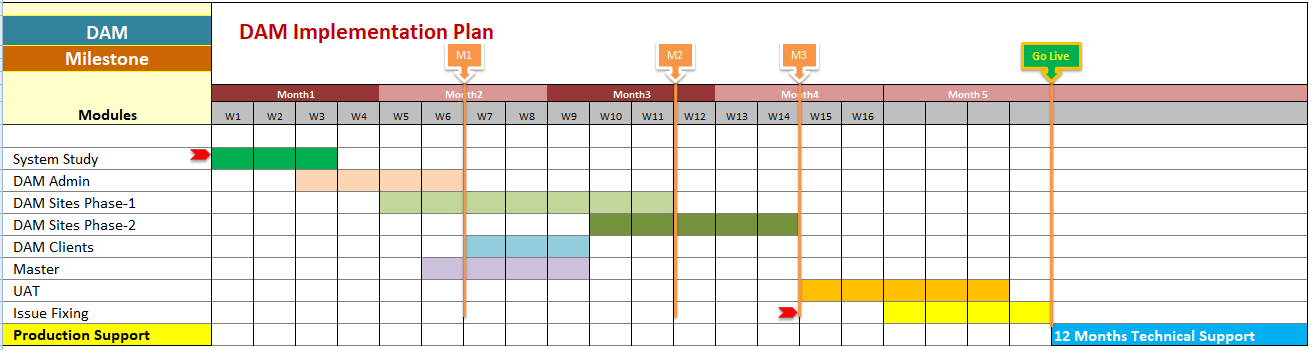 DAM
DAM Implementation Plan
Milestone
M1 M2 M3 Go Live
Month1 Month2 Month3 Month4 Month 5
Modules
W1 W2 W3 W4 W5 W6 W7 W8 W9 W10 W11 W12 W13 W14 W15 W16
System Study
DAM Admin
DAM Sites Phase-1
DAM Sites Phase-2
DAM Clients
Master
UAT
Issue Fixing
Production Support 12 Months Technical Support